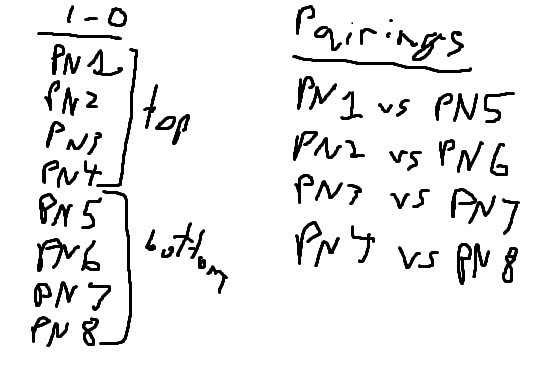 1-0
PN1
PN2
PN3
PN4
top
PN5
PN6
PN7
PN8
bottom
Pairings
PN1 vs PN5
PN2 vs PN6
PN3 vs PN7
PN4 vs PN8